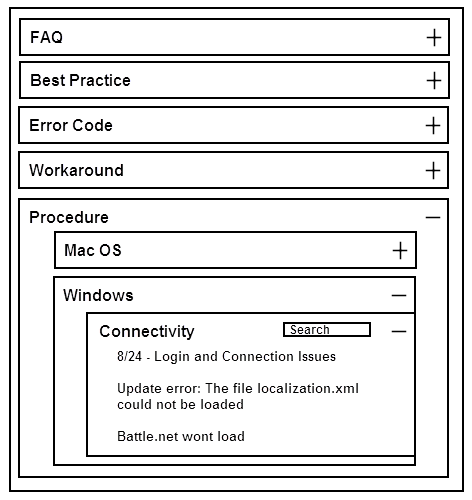 FAQ
Best Practice
Error Code
Workaround
Procedure
Mac OS
Windows
Connectivity
Search
8/24 - Login and Connection Issues
Update error: The file localization.xml
could not be loaded
Battle.net wont load